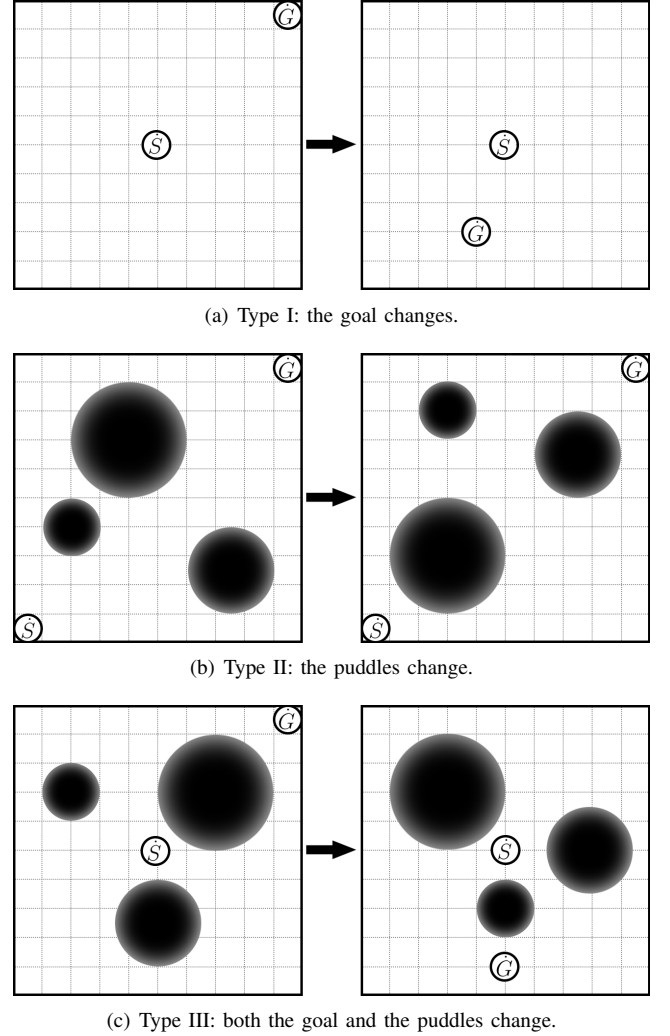 Ġ
Ṡ Ṡ
Ġ
(a) Type I: the goal changes.
Ġ Ġ
Ṡ Ṡ
(b) Type II: the puddles change.
Ġ
Ṡ Ṡ
Ġ
(c) Type III: both the goal and the puddles change.